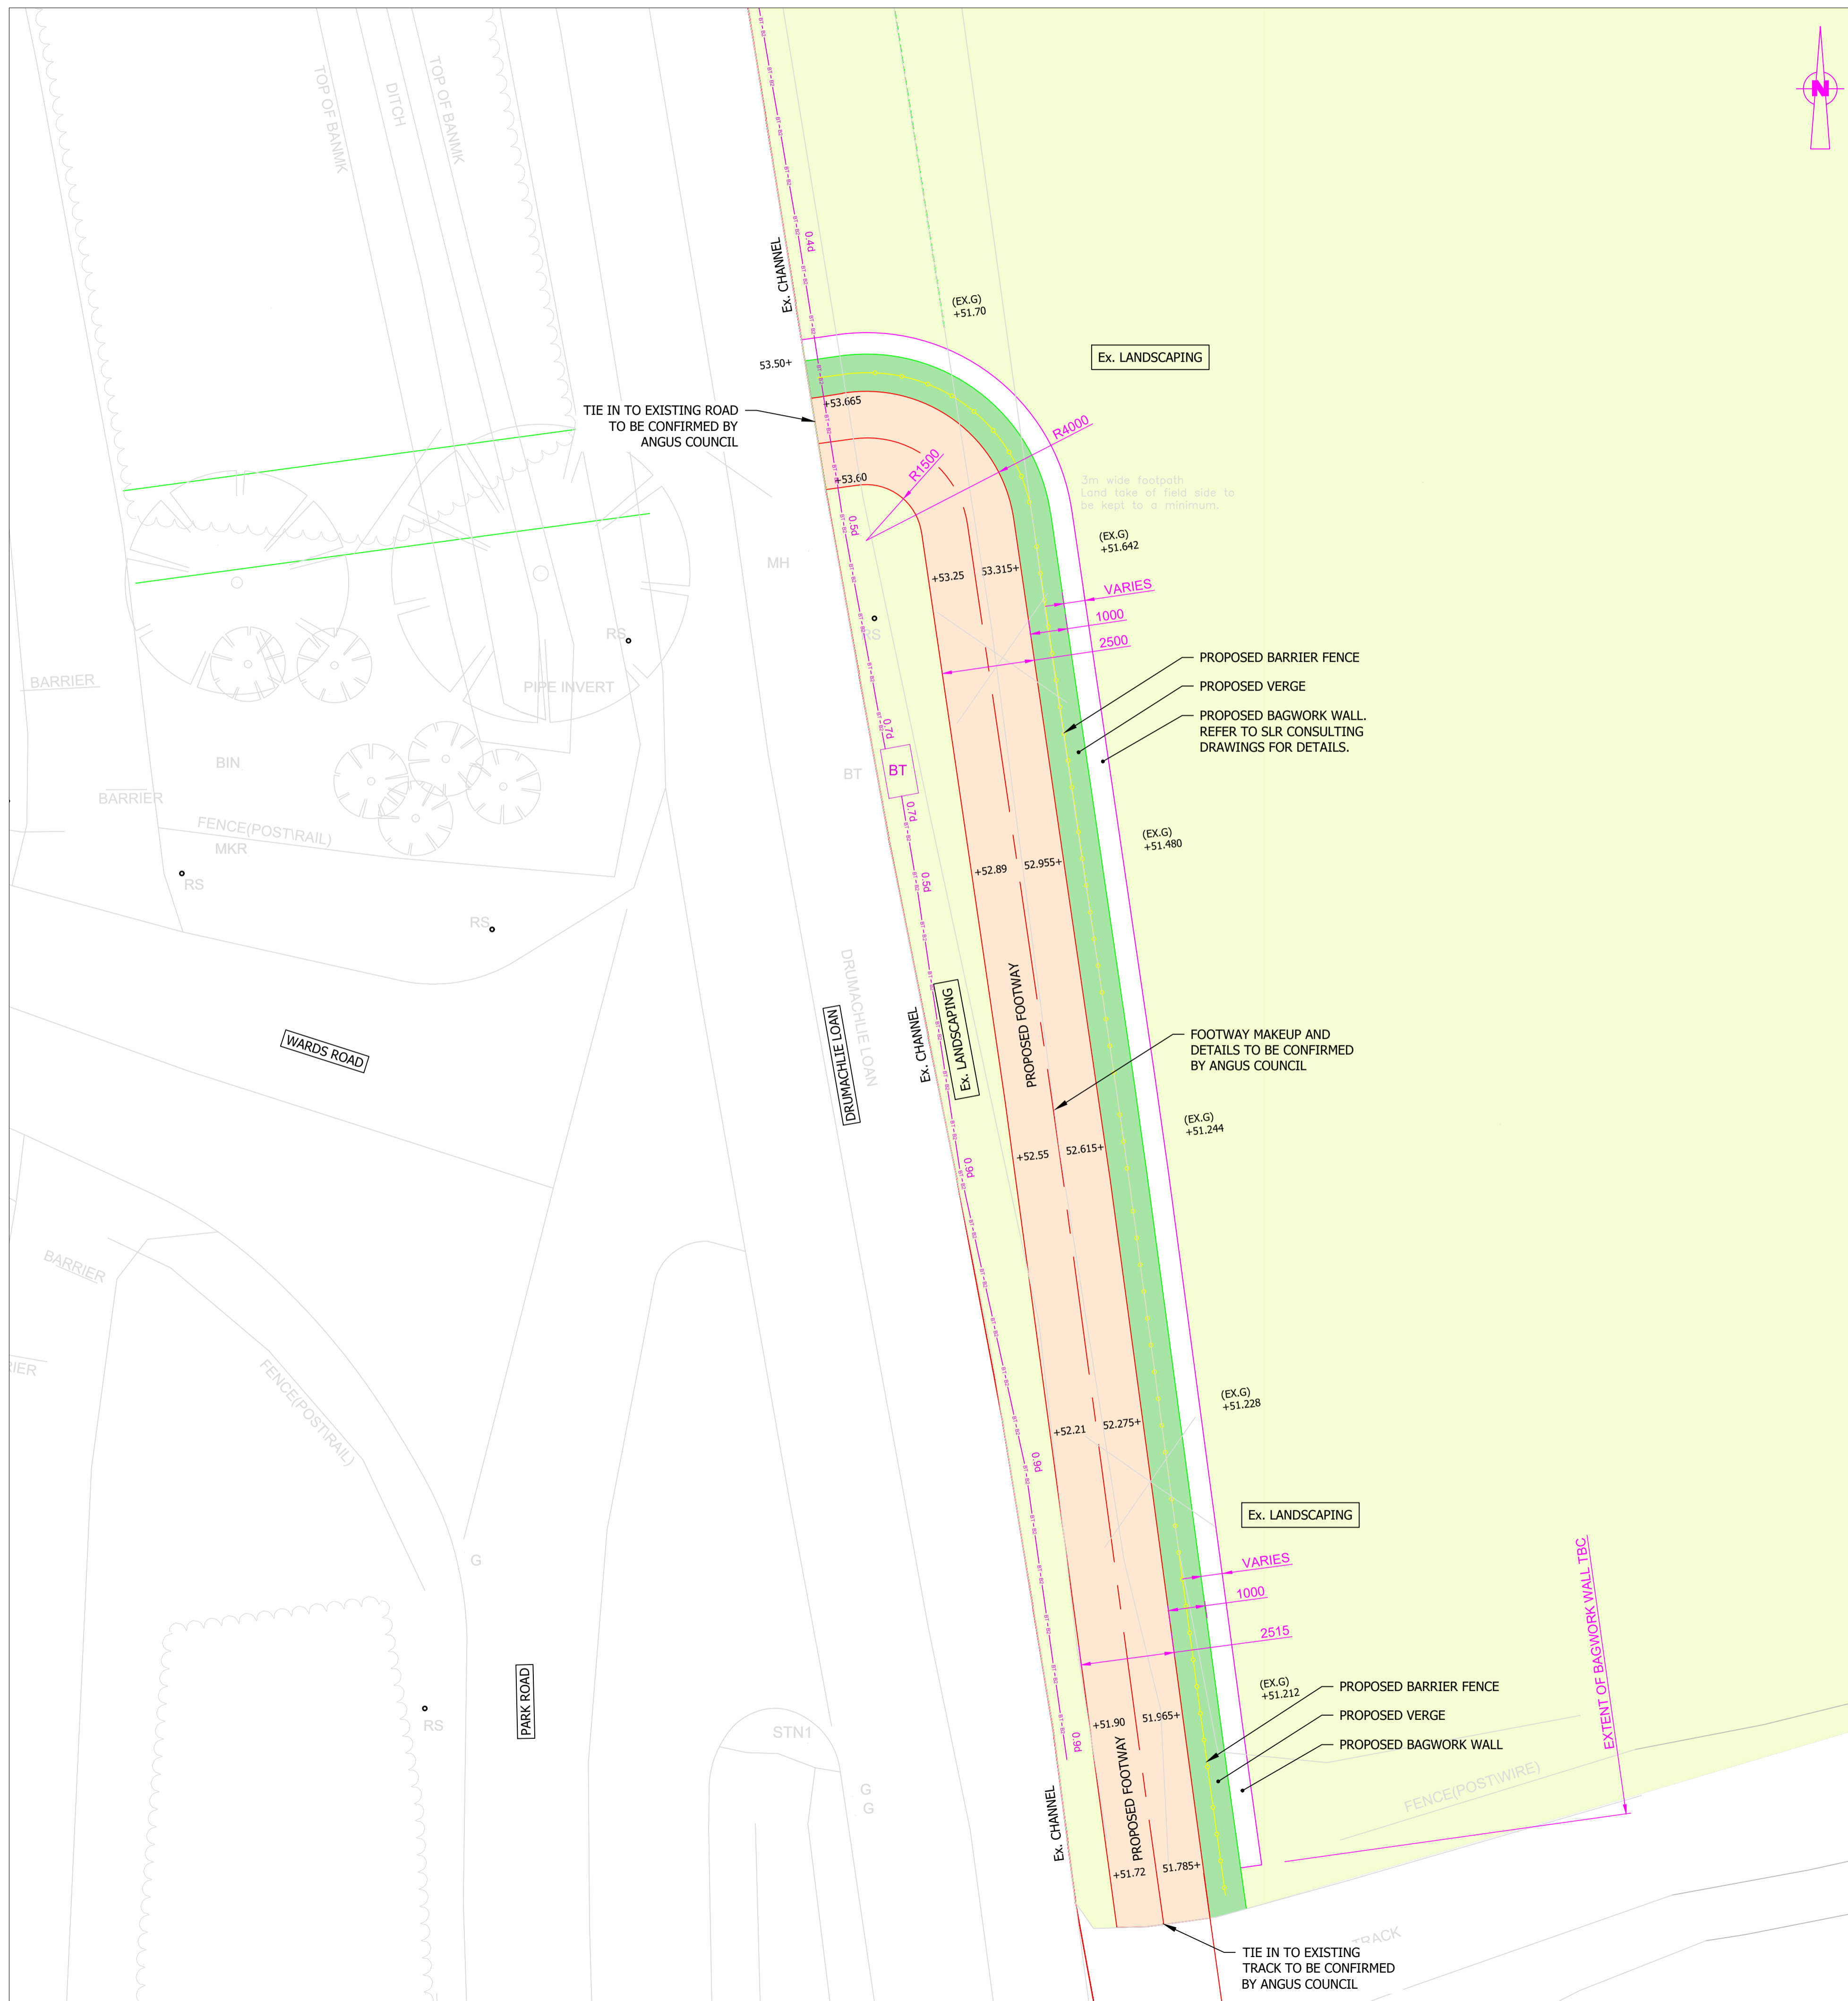 TOP OF BANMK
DITCH
TOP OF BANMK
N
0.4d
Ex. CHANNEL
(EX.G)
+51.70
Ex. LANDSCAPING
53.50+
TIE IN TO EXISTING ROAD
TO BE CONFIRMED BY
ANGUS COUNCIL
+53.665
R4000
R1500
+53.60
3m wide footpath
Land take of field side to
be kept to a minimum.
0.5d
(EX.G)
+51.642
MH
+53.25
53.315+
VARIES
1000
2500
RS
RS
PROPOSED BARRIER FENCE
PROPOSED VERGE
PROPOSED BAGWORK WALL.
REFER TO SLR CONSULTING
DRAWINGS FOR DETAILS.
BARRIER
PIPE INVERT
0.7d
BIN
BT
BT
BARRIER
0.7d
FENCE(POST\RAIL)
MKR
(EX.G)
+51.480
+52.89
52.955+
0.5d
RS
RS
DRUMACHLIE LOAN
DRUMACHLIE LOAN
Ex. CHANNEL
Ex. LANDSCAPING
PROPOSED FOOTWAY
WARDS ROAD
FOOTWAY MAKEUP AND
DETAILS TO BE CONFIRMED
BY ANGUS COUNCIL
(EX.G)
+51.244
+52.55
52.615+
0.9d
BARRIER
RIER
FENCE(POST\RAIL)
(EX.G)
+51.228
+52.21
52.275+
0.9d
Ex. LANDSCAPING
G
VARIES
1000
2515
EXTENT OF BAGWORK WALL TBC
(EX.G)
+51.212
PARK ROAD
RS
STN1
+51.90
51.965+
0.9d
PROPOSED BARRIER FENCE
PROPOSED VERGE
PROPOSED BAGWORK WALL
G
G
Ex. CHANNEL
PROPOSED FOOTWAY
FENCE(POST\WIRE)
+51.72
51.785+
TRACK
TIE IN TO EXISTING
TRACK TO BE CONFIRMED
BY ANGUS COUNCIL